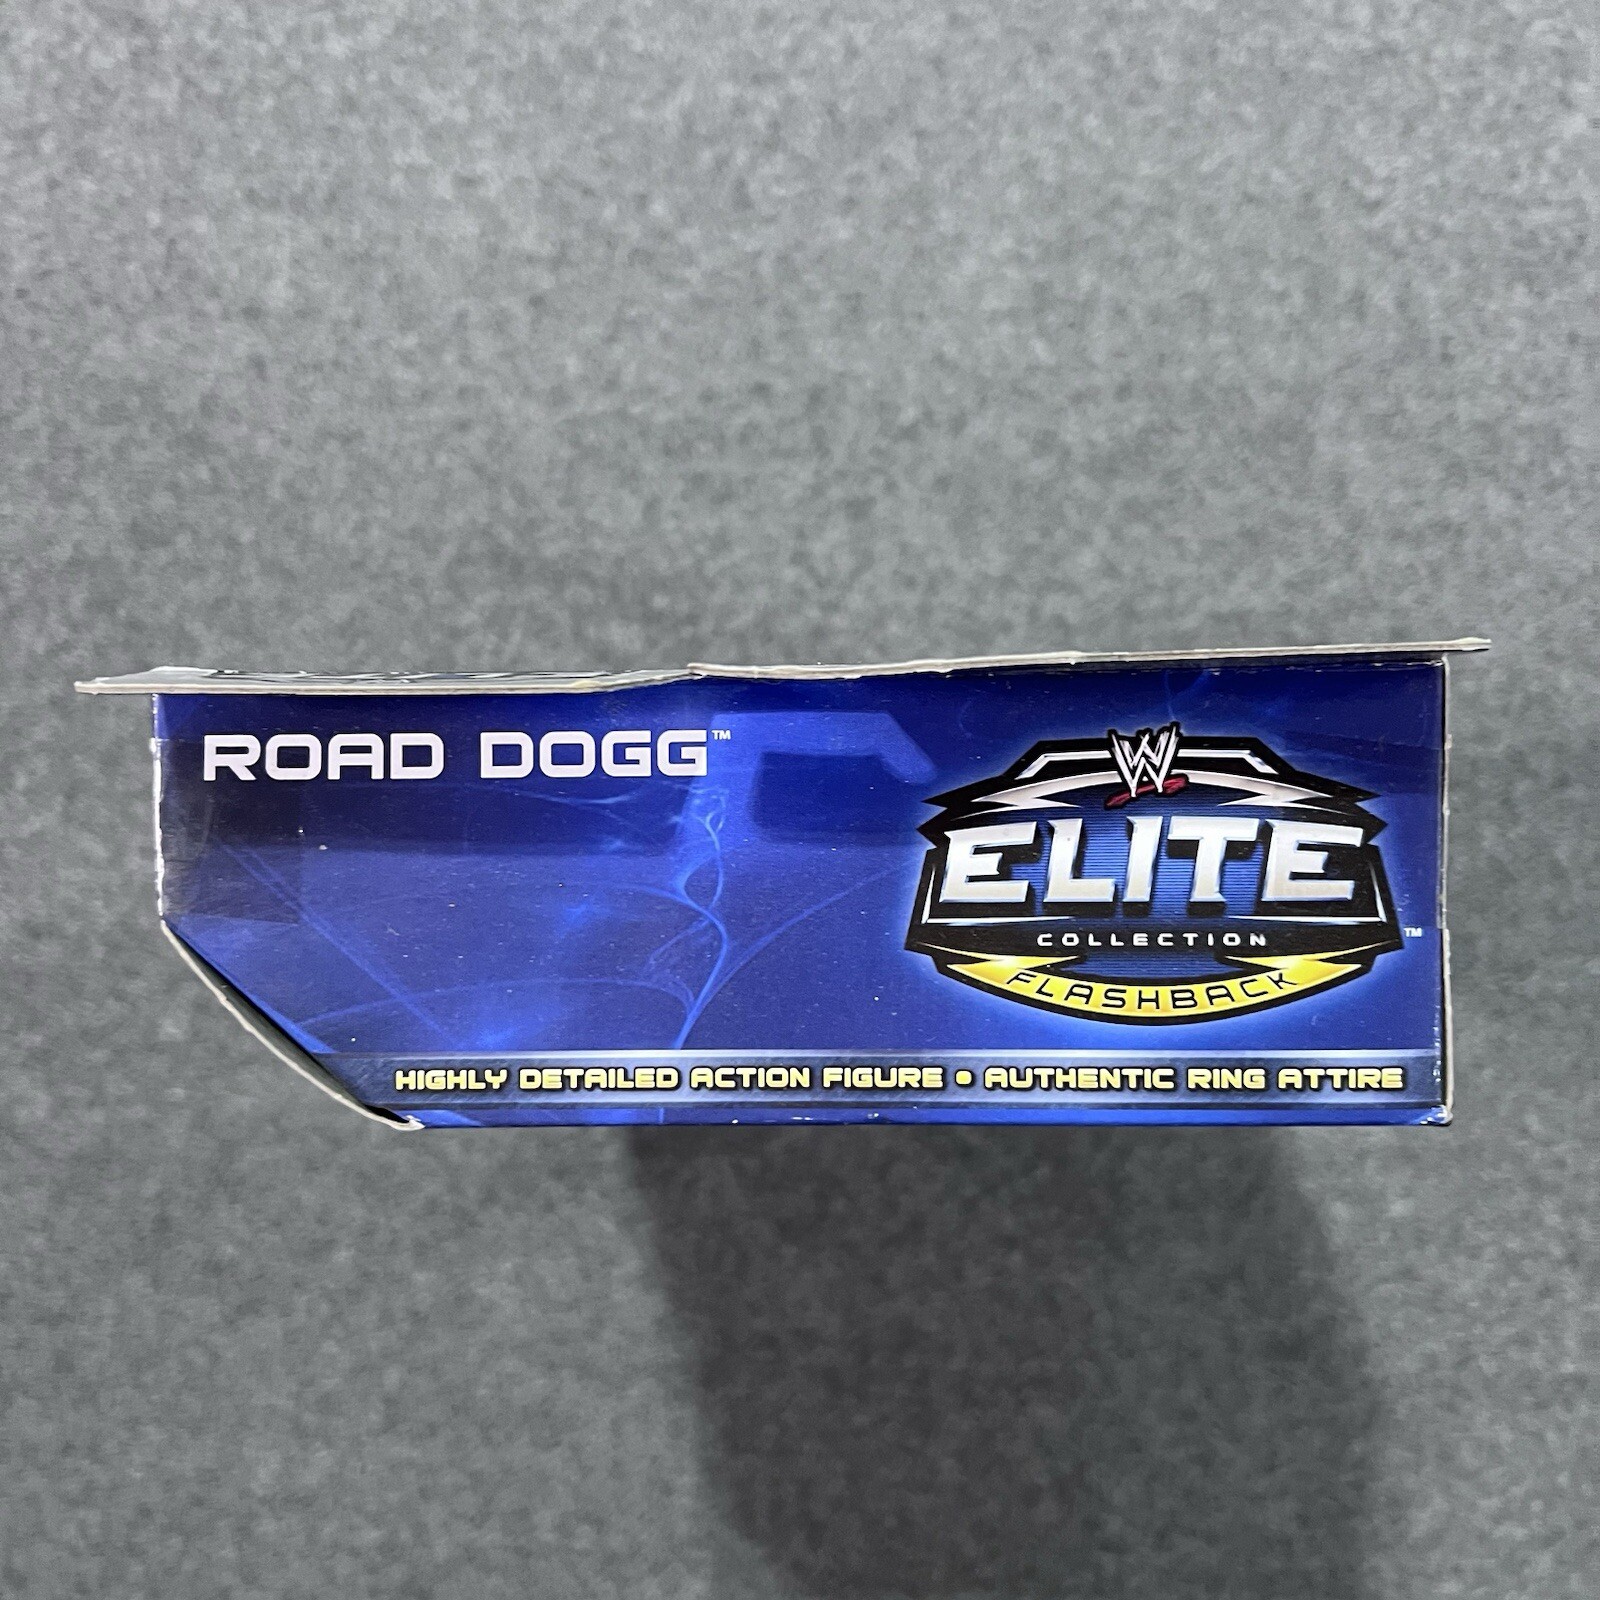 ROAD DOGG™
W
ELITE
COLLECTION
™
FLASHBACK
HIGHLY DETAILED ACTION FIGURE • AUTHENTIC RING ATTIRE